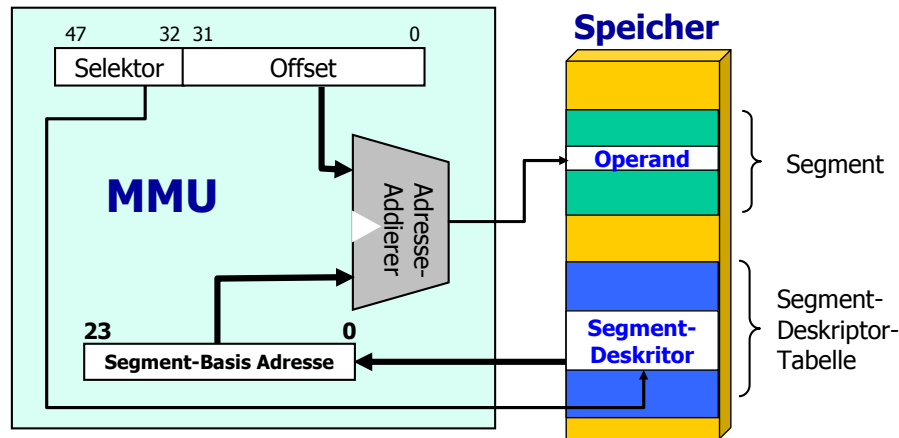 Speicher
47 32 31 0
Selektor Offset
Operand
Segment
MMU
Adresse-
Addierer
23 0
Segment-Basis Adresse
Segment-
Deskritor
Segment-
Deskriptor-
Tabelle